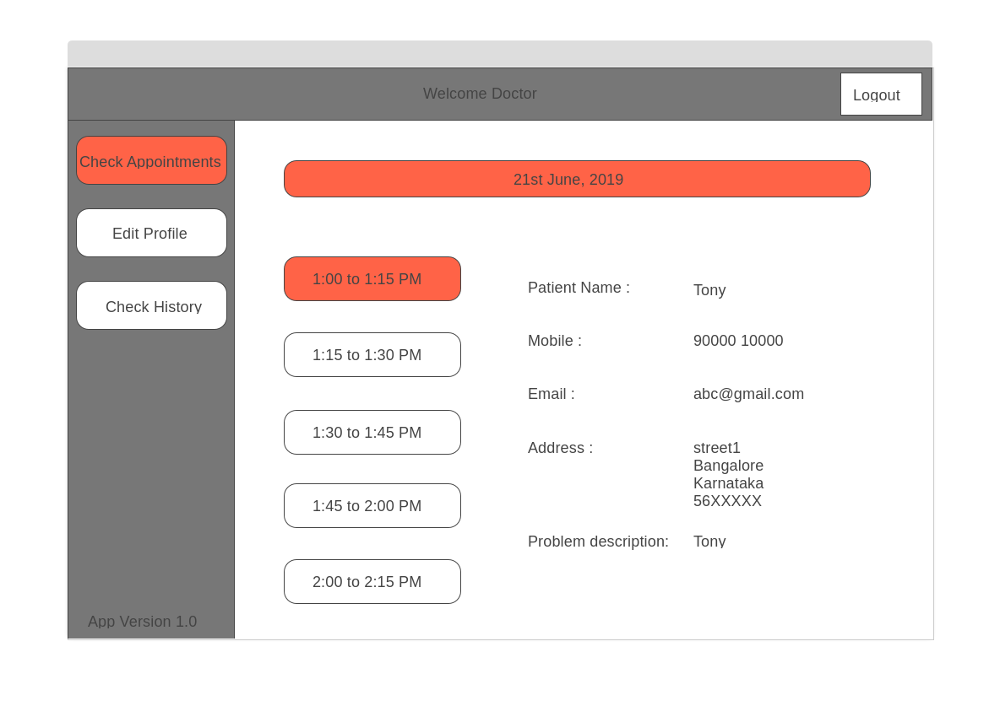 Welcome Doctor
Logout
Check Appointments
Edit Profile
Check History
App Version 1.0
21st June, 2019
1:00 to 1:15 PM
1:15 to 1:30 PM
1:30 to 1:45 PM
1:45 to 2:00 PM
2:00 to 2:15 PM
Patient Name : Tony
Mobile : 90000 10000
Email : abc@gmail.com
Address : street1
Bangalore
Karnataka
56XXXXX
Problem description: Tony